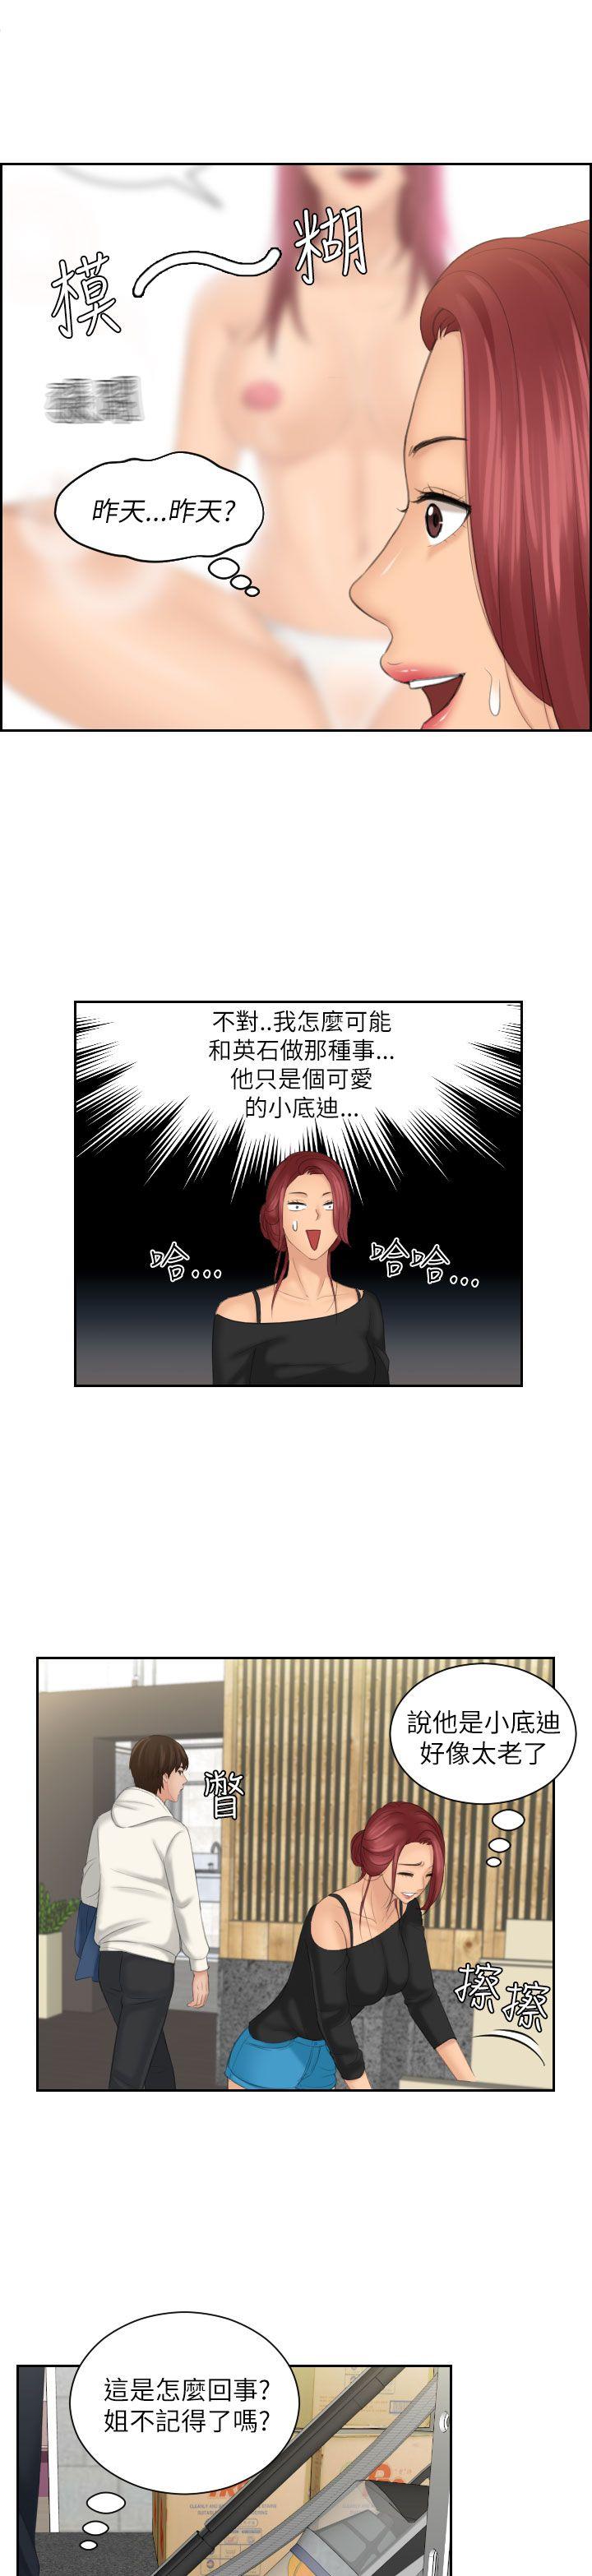 模～糊
昨天...昨天?
不對..我怎麼可能
和英石做那種事...
他只是個可愛
的小底迪...
哈...
哈哈...
說他是小底迪
好像太老了
瞥
擦擦
這是怎麼回事?
姐不記得了嗎?